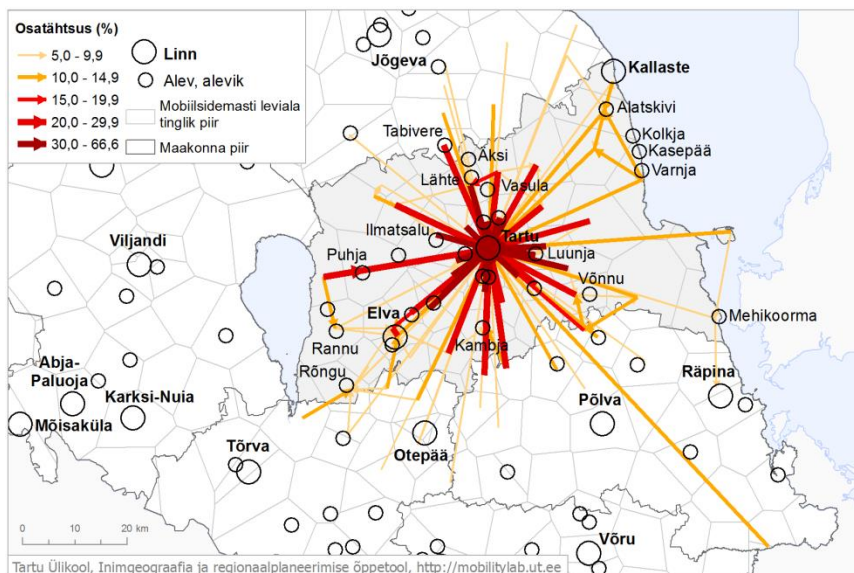 Osatähtsus (%)
5,0 - 9,9
10,0 - 14,9
15,0 - 19,9
20,0 - 29,9
30,0 - 66,6
Linn
Alev, alevik
Mobiilsidemasti leviala
tinglik piir
Maakonna piir
Jõgeva
Kallaste
Alatskivi
Kolkja
Kasepää
Varnja
Tabivere
Äksi
Lähte
Vasula
Ilmatsalu
Tartu
Viljandi
Puhja
Luunja
Võnnu
Elva
Mehikoorma
Rannu
Kambja
Rõngu
Abja-
Paluoja
Karksi-Nuia
Räpina
Mõisaküla
Põlva
Otepää
Tõrva
Võru
0 10 20 km
Tartu Ülikool, Inimgeograafia ja regionaalplaneerimise õppetool, http://mobilitylab.ut.ee